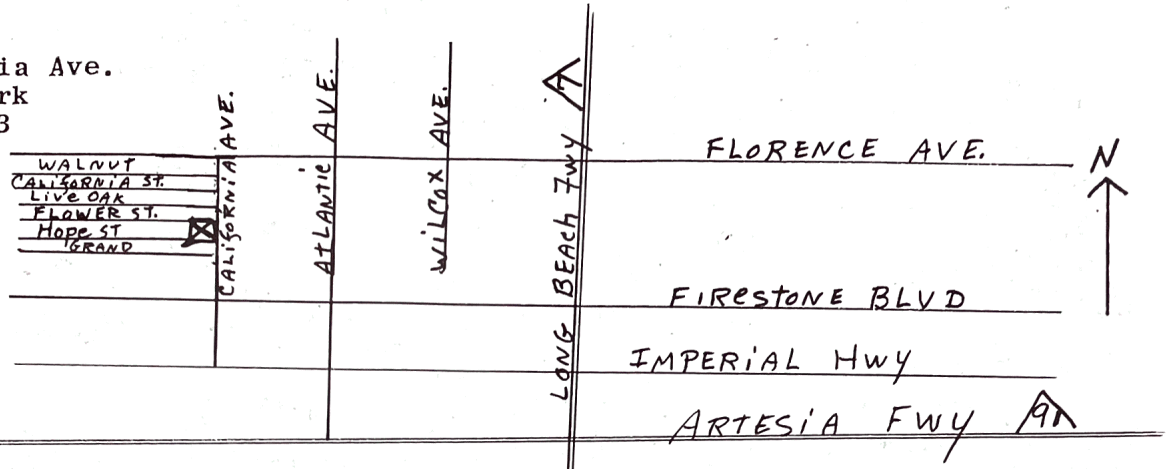 ia Ave.
rk
3
CALIFORNIA AVE.
ATLANTIC AVE.
WILCOX AVE.
LONG BEACH FWY 7
FLORENCE AVE.
N
WALNUT
CALIFORNIA ST.
LIVE OAK
FLOWER ST.
HOPE ST
GRAND
FIRESTONE BLVD
IMPERIAL HWY
ARTESIA FWY 91